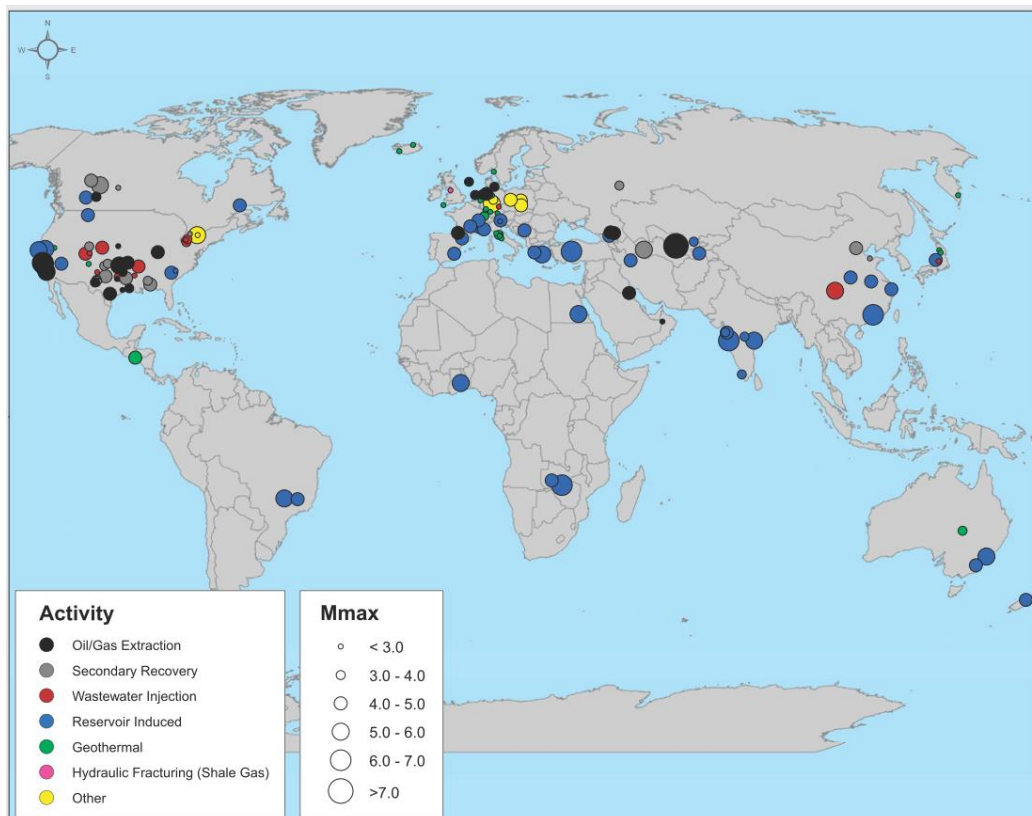 N
W E
S
Activity
Oil/Gas Extraction
Secondary Recovery
Wastewater Injection
Reservoir Induced
Geothermal
Hydraulic Fracturing (Shale Gas)
Other
Mmax
< 3.0
3.0 - 4.0
4.0 - 5.0
5.0 - 6.0
6.0 - 7.0
>7.0